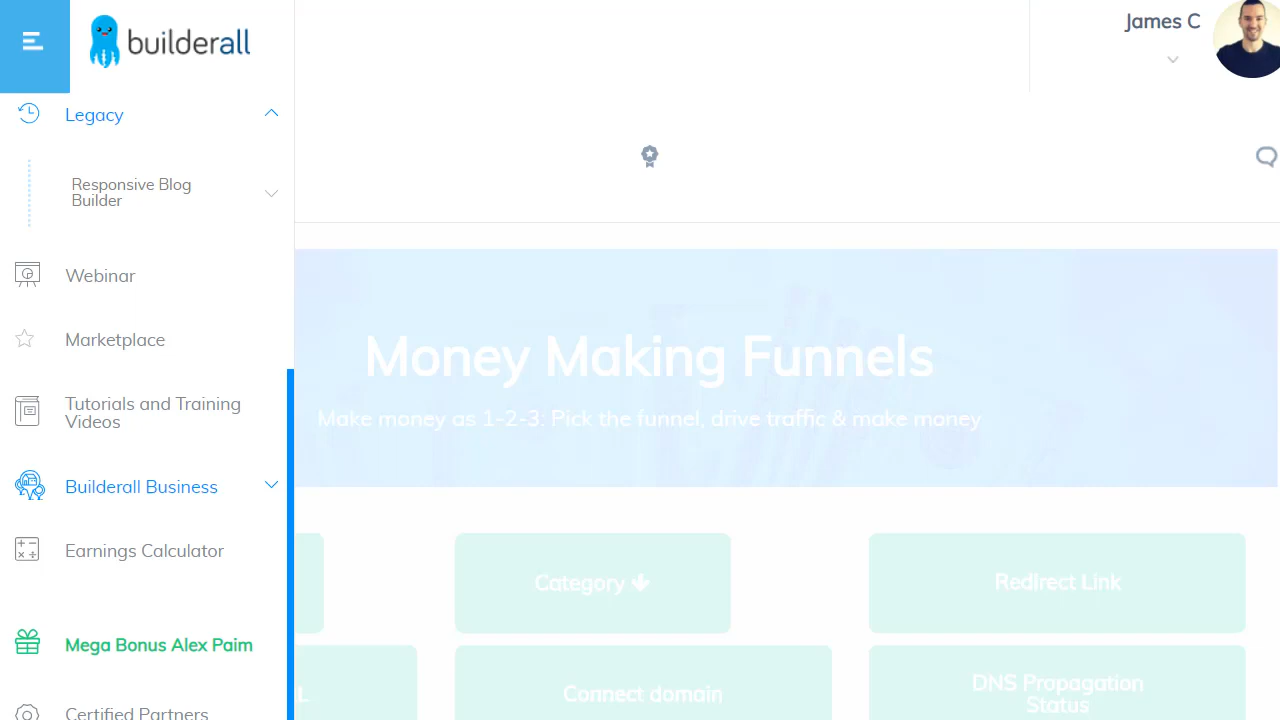 builderall
James C
Legacy
Responsive Blog
Builder
Webinar
Marketplace
Tutorials and Training
Videos
Builderall Business
Earnings Calculator
Mega Bonus Alex Paim
Certified Partners
Money Making Funnels
Make money as 1-2-3: Pick the funnel, drive traffic & make money
Category
Redirect Link
L
Connect domain
DNS Propagation
Status